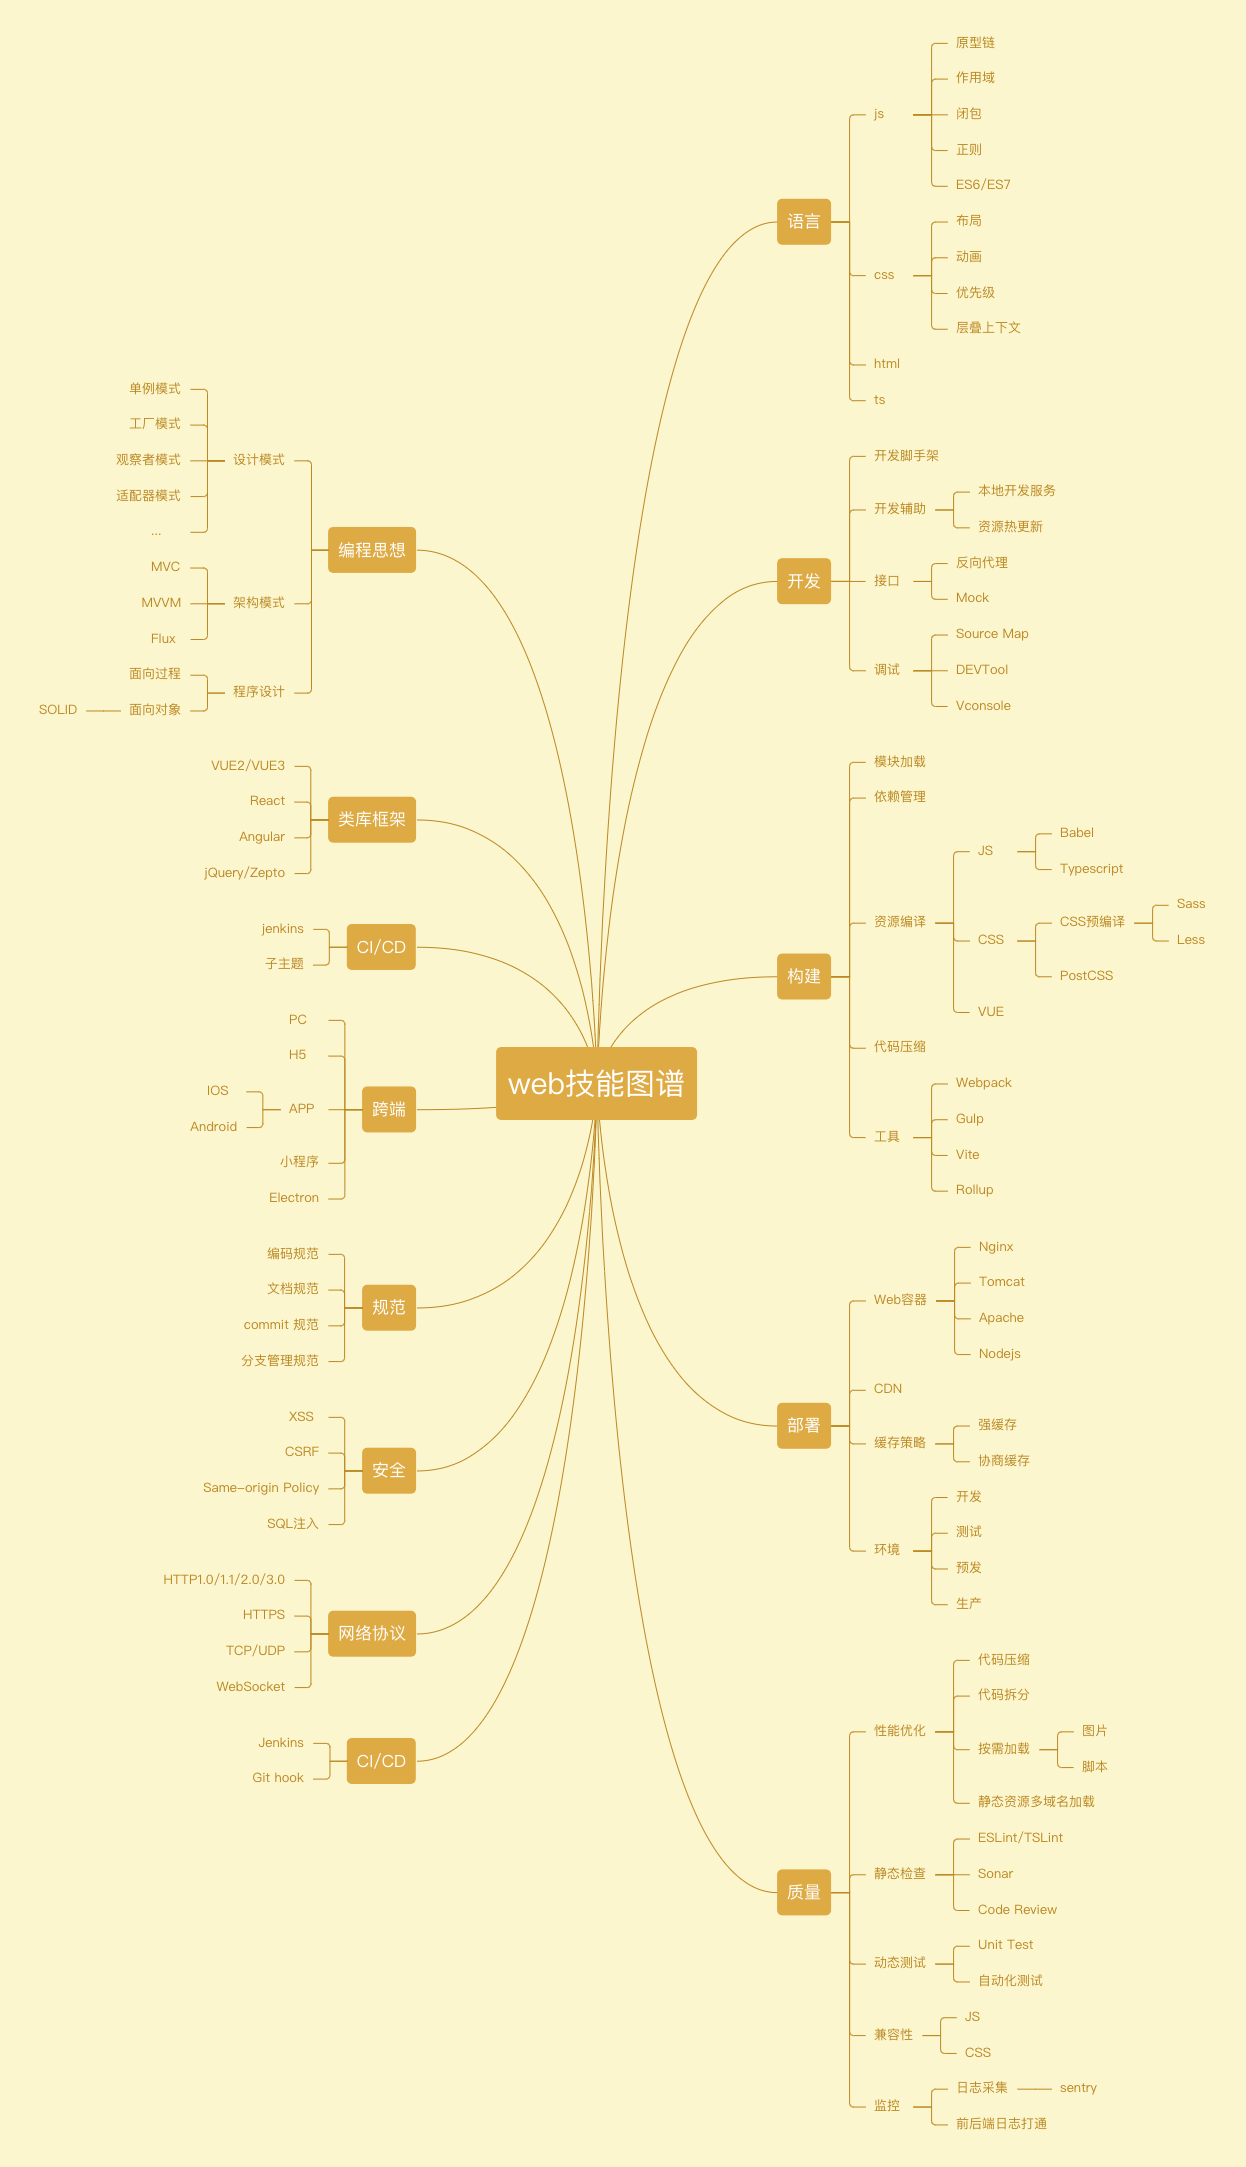 web技能图谱
语言
js
原型链
作用域
闭包
正则
ES6/ES7
css
布局
动画
优先级
层叠上下文
html
ts
开发
开发脚手架
开发辅助
本地开发服务
资源热更新
接口
反向代理
Mock
调试
Source Map
DEVTool
Vconsole
构建
模块加载
依赖管理
资源编译
JS
Babel
Typescript
CSS
CSS预编译
Sass
Less
PostCSS
VUE
代码压缩
工具
Webpack
Gulp
Vite
Rollup
部署
Web容器
Nginx
Tomcat
Apache
Nodejs
CDN
缓存策略
强缓存
协商缓存
环境
开发
测试
预发
生产
质量
性能优化
代码压缩
代码拆分
按需加载
图片
脚本
静态资源多域名加载
静态检查
ESLint/TSLint
Sonar
Code Review
动态测试
Unit Test
自动化测试
兼容性
JS
CSS
监控
日志采集
sentry
前后端日志打通
编程思想
设计模式
单例模式
工厂模式
观察者模式
适配器模式
...
架构模式
MVC
MVVM
Flux
程序设计
面向过程
面向对象
SOLID
类库框架
VUE2/VUE3
React
Angular
jQuery/Zepto
CI/CD
jenkins
子主题
跨端
PC
H5
APP
IOS
Android
小程序
Electron
规范
编码规范
文档规范
commit 规范
分支管理规范
安全
XSS
CSRF
Same-origin Policy
SQL注入
网络协议
HTTP1.0/1.1/2.0/3.0
HTTPS
TCP/UDP
WebSocket
CI/CD
Jenkins
Git hook